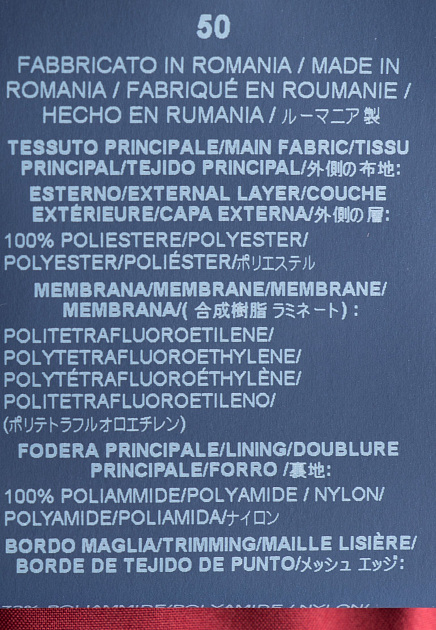 50
FABBRICATO IN ROMANIA / MADE IN
ROMANIA / FABRIQUÉ EN ROUMANIE /
HECHO EN RUMANIA / ルーマニア製
TESSUTO PRINCIPALE/MAIN FABRIC/TISSU
PRINCIPAL/TEJIDO PRINCIPAL/外側の布地:
ESTERNO/EXTERNAL LAYER/COUCHE
EXTÉRIEURE/CAPA EXTERNA/外側の層:
100% POLIESTERE/POLYESTER/
POLYESTER/POLIÉSTER/ポリエステル
MEMBRANA/MEMBRANE/MEMBRANE/
MEMBRANA/( 合成樹脂 ラミネート) :
POLITETRAFLUOROETILENE/
POLYTETRAFLUOROETHYLENE/
POLYTÉTRAFLUOROÉTHYLÈNE/
POLITETRAFLUOROETILENO/
(ポリテトラフルオロエチレン)
FODERA PRINCIPALE/LINING/DOUBLURE
PRINCIPALE/FORRO /裏地:
100% POLIAMMIDE/POLYAMIDE / NYLON/
POLYAMIDE/POLIAMIDA/ナイロン
BORDO MAGLIA/TRIMMING/MAILLE LISIÈRE/
BORDE DE TEJIDO DE PUNTO/メッシュ エッジ:
POLIAMMIDE/POLYAMIDE / NYLON/